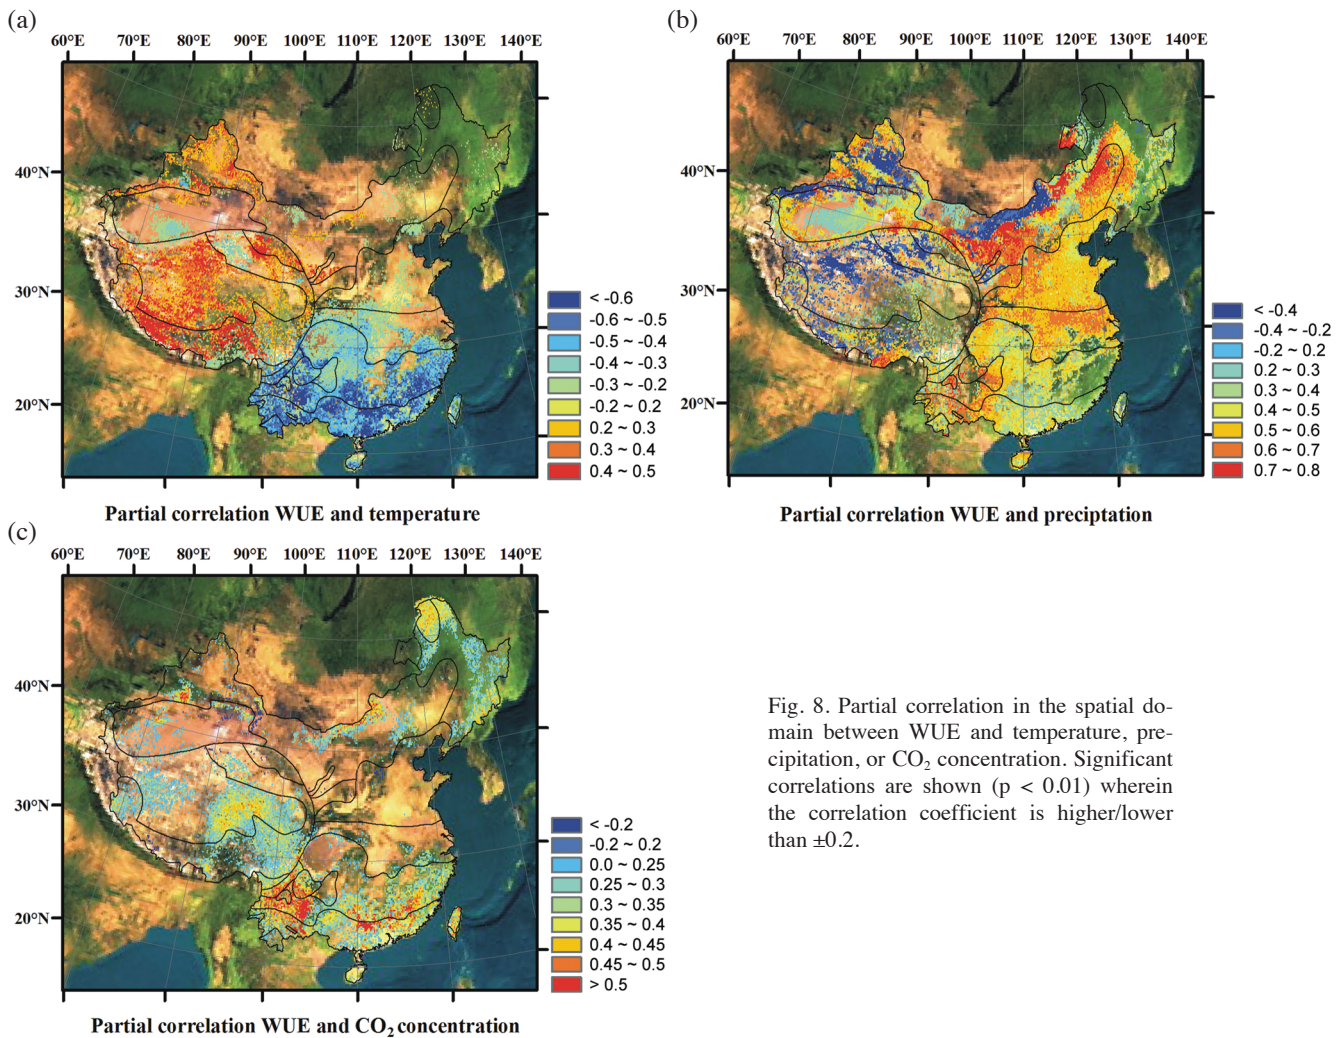 (a)
60°E 70°E 80°E 90°E 100°E 110°E 120°E 130°E 140°E
40°N
30°N
20°N
< -0.6
-0.6 ~ -0.5
-0.5 ~ -0.4
-0.4 ~ -0.3
-0.3 ~ -0.2
-0.2 ~ 0.2
0.2 ~ 0.3
0.3 ~ 0.4
0.4 ~ 0.5
Partial correlation WUE and temperature
(b)
60°E 70°E 80°E 90°E 100°E 110°E 120°E 130°E 140°E
40°N
30°N
20°N
< -0.4
-0.4 ~ -0.2
-0.2 ~ 0.2
0.2 ~ 0.3
0.3 ~ 0.4
0.4 ~ 0.5
0.5 ~ 0.6
0.6 ~ 0.7
0.7 ~ 0.8
Partial correlation WUE and preciptation
(c)
60°E 70°E 80°E 90°E 100°E 110°E 120°E 130°E 140°E
40°N
30°N
20°N
< -0.2
-0.2 ~ 0.2
0.0 ~ 0.25
0.25 ~ 0.3
0.3 ~ 0.35
0.35 ~ 0.4
0.4 ~ 0.45
0.45 ~ 0.5
> 0.5
Partial correlation WUE and CO₂ concentration
Fig. 8. Partial correlation in the spatial do-
main between WUE and temperature, pre-
cipitation, or CO₂ concentration. Significant
correlations are shown (p < 0.01) wherein
the correlation coefficient is higher/lower
than ±0.2.